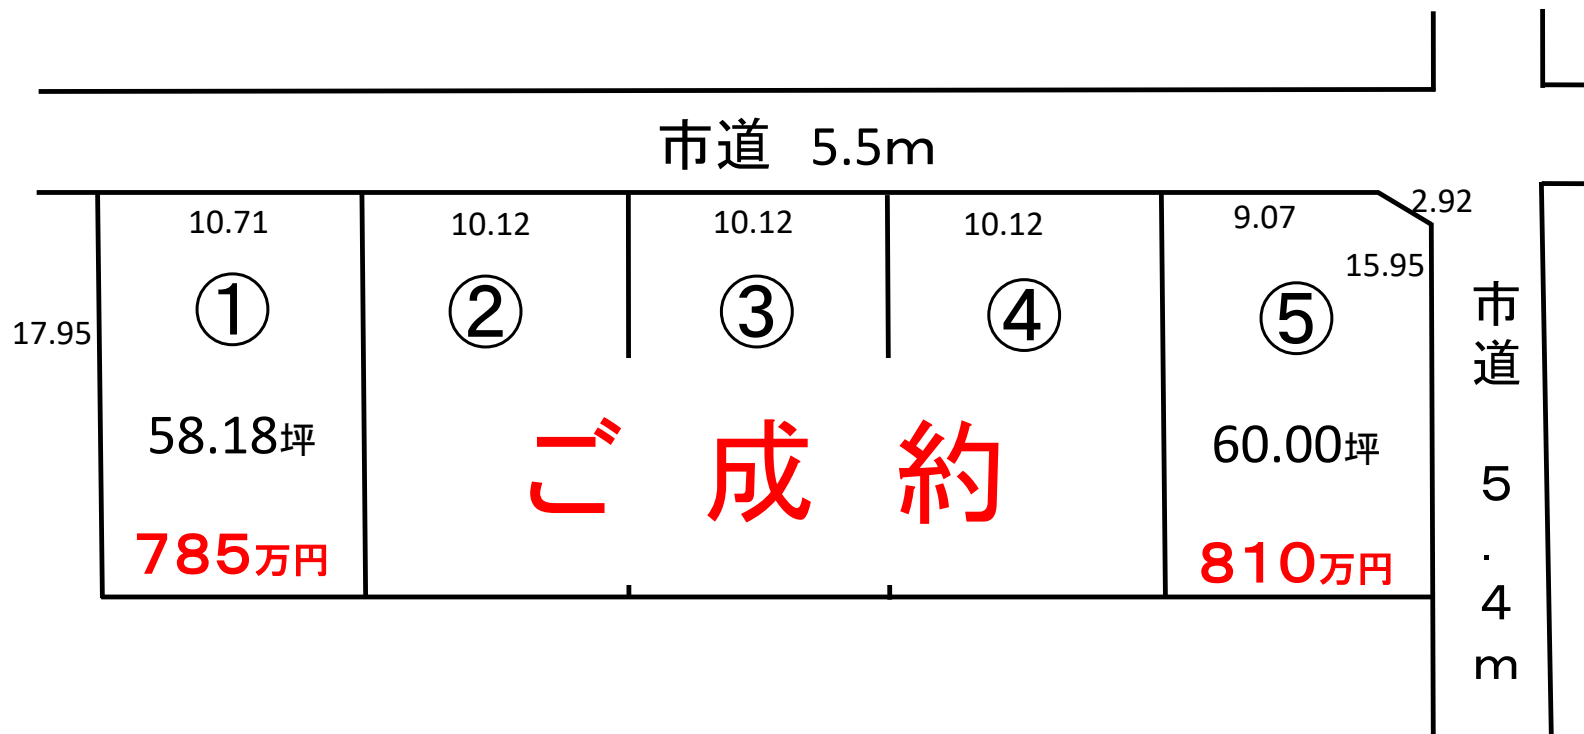 市道 5.5m
10.71
10.12
10.12
10.12
9.07
2.92
15.95
17.95
①
②
③
④
⑤
58.18坪
60.00坪
ご成約
785万円
810万円
市道 5.4m